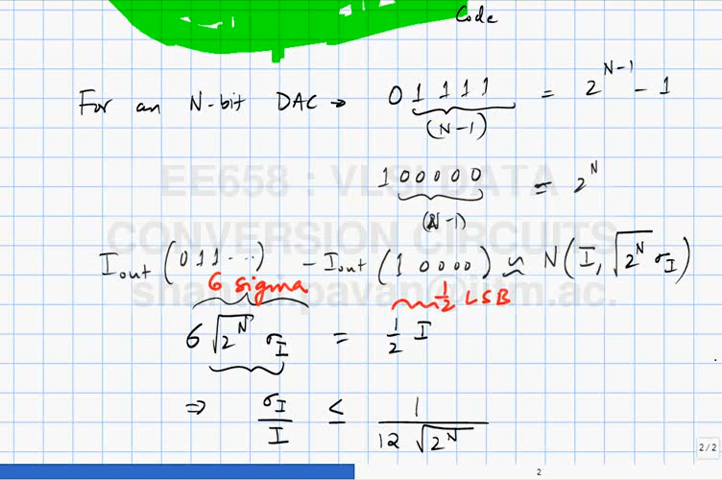 Code
For an N-bit DAC → 0 1 1 1 1 = 2^{N-1} - 1
(N-1)
1 0 0 0 0 0 = 2^N
(N-1)
EE658 : VLSI DATA
CONVERSION CIRCUITS
I_out (0 1 1 ...) - I_out (1 0 0 0 0) ~ N(I, √(2^N) σ_I)
6 sigma 1/2 LSB
6 √(2^N) σ_I = 1/2 I
⇒ σ_I / I ≤ 1 / (12 √(2^N))
2/2
2